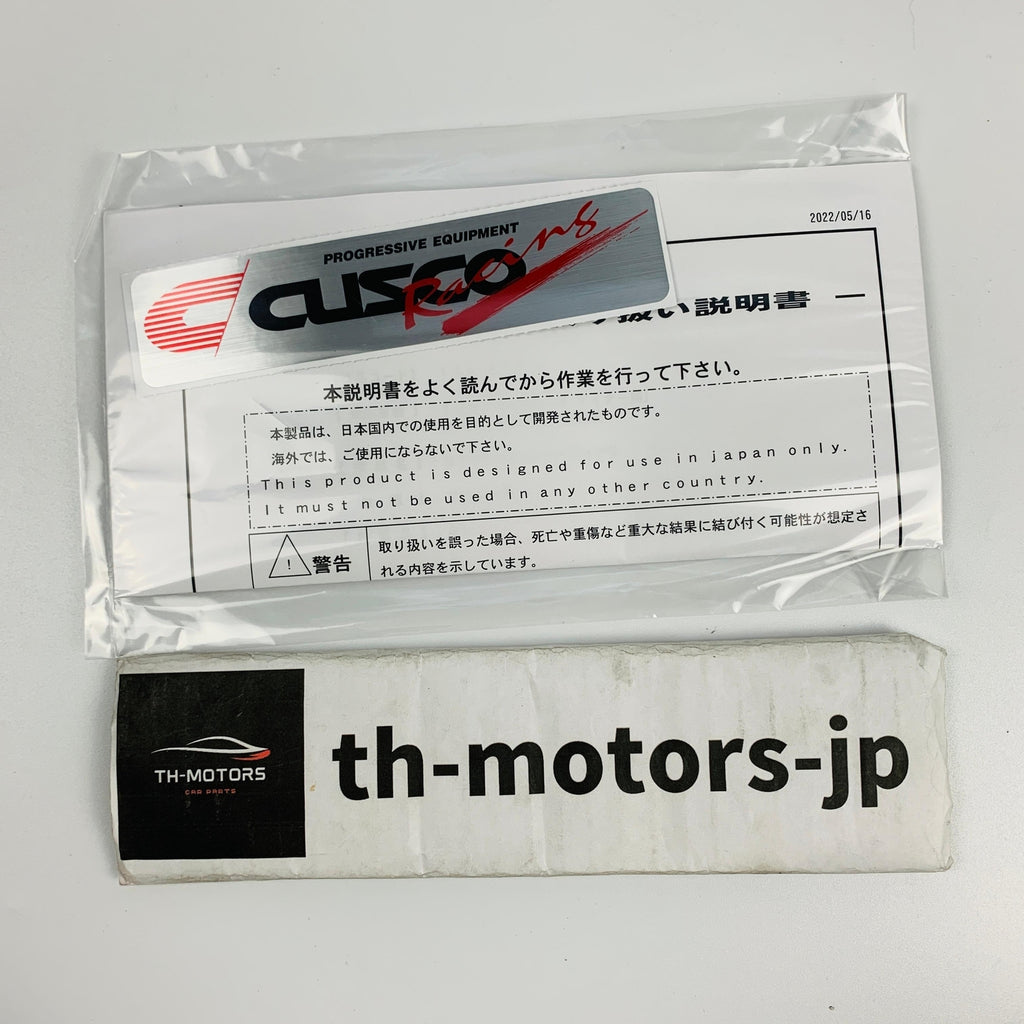 2022/05/16
PROGRESSIVE EQUIPMENT
CUSCO
Racing
扱い説明書
本説明書をよく読んでから作業を行って下さい。
本製品は、日本国内での使用を目的として開発されたものです。
海外では、ご使用にならないで下さい。
This product is designed for use in japan only.
It must not be used in any other country.
警告
取り扱いを誤った場合、死亡や重傷など重大な結果に結び付く可能性が想定さ
れる内容を示しています。
TH-MOTORS
CAR PARTS
th-motors-jp